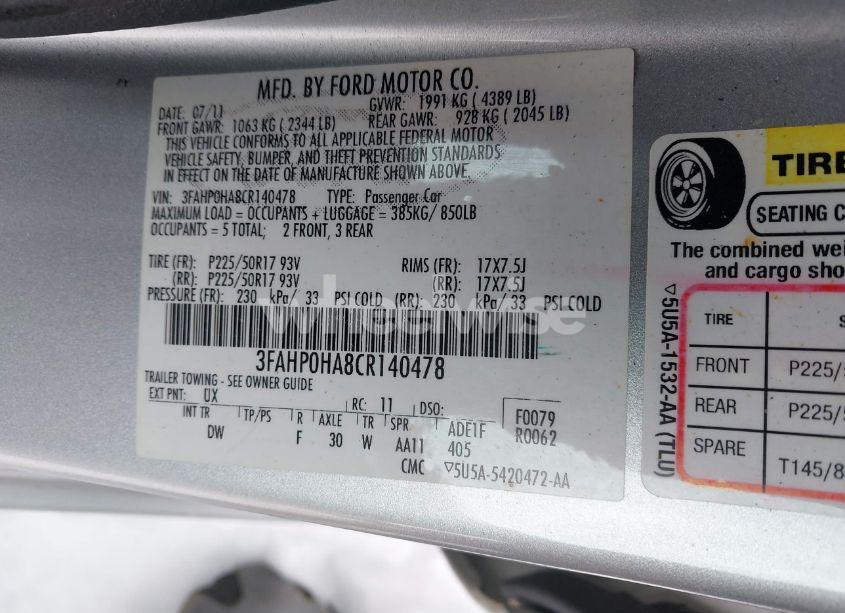 MFD. BY FORD MOTOR CO.
DATE: 07/11 GVWR: 1991 KG ( 4389 LB)
FRONT GAWR: 1063 KG ( 2344 LB) REAR GAWR: 928 KG ( 2045 LB)
THIS VEHICLE CONFORMS TO ALL APPLICABLE FEDERAL MOTOR
VEHICLE SAFETY, BUMPER, AND THEFT PREVENTION STANDARDS
IN EFFECT ON THE DATE OF MANUFACTURE SHOWN ABOVE.
VIN: 3FAHP0HA8CR140478 TYPE: Passenger Car
MAXIMUM LOAD = OCCUPANTS + LUGGAGE = 385KG/ 850LB
OCCUPANTS = 5 TOTAL; 2 FRONT, 3 REAR
TIRE (FR): P225/50R17 93V RIMS (FR): 17X7.5J
(RR): P225/50R17 93V (RR): 17X7.5J
PRESSURE (FR): 230 kPa/ 33 PSI COLD (RR): 230 kPa/ 33 PSI COLD
wheelwise
3FAHP0HA8CR140478
TRAILER TOWING - SEE OWNER GUIDE
EXT PNT: UX RC: 11 DSO: F0079
INT TR TP/PS R AXLE TR SPR ADE1F R0062
DW F 30 W AA11 405
CMC ▽5U5A-5420472-AA
TIRE
SEATING C
The combined wei
and cargo sho
TIRE S
FRONT P225/5
REAR P225/5
SPARE T145/8
▽5U5A-1532-AA (TLU)